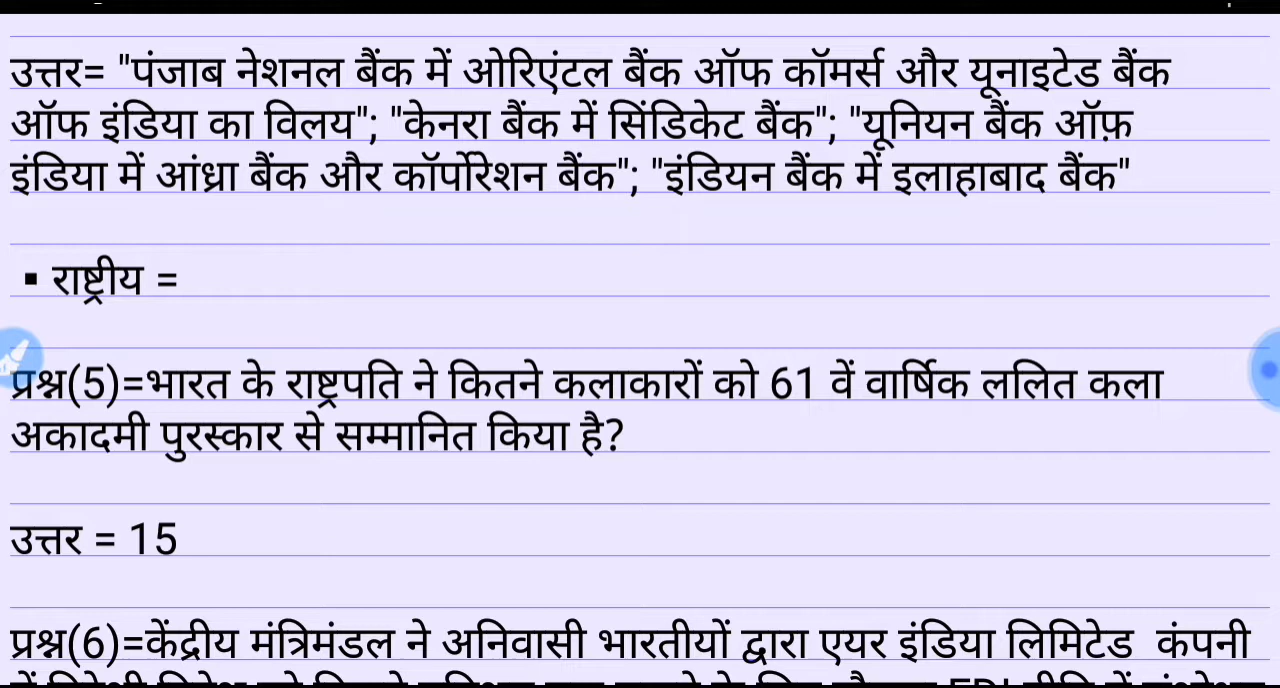 उत्तर= "पंजाब नेशनल बैंक में ओरिएंटल बैंक ऑफ कॉमर्स और यूनाइटेड बैंक
ऑफ इंडिया का विलय"; "केनरा बैंक में सिंडिकेट बैंक"; "यूनियन बैंक ऑफ़
इंडिया में आंध्रा बैंक और कॉर्पोरेशन बैंक"; "इंडियन बैंक में इलाहाबाद बैंक"
▪ राष्ट्रीय =
प्रश्न(5)=भारत के राष्ट्रपति ने कितने कलाकारों को 61 वें वार्षिक ललित कला
अकादमी पुरस्कार से सम्मानित किया है?
उत्तर = 15
प्रश्न(6)=केंद्रीय मंत्रिमंडल ने अनिवासी भारतीयों द्वारा एयर इंडिया लिमिटेड कंपनी